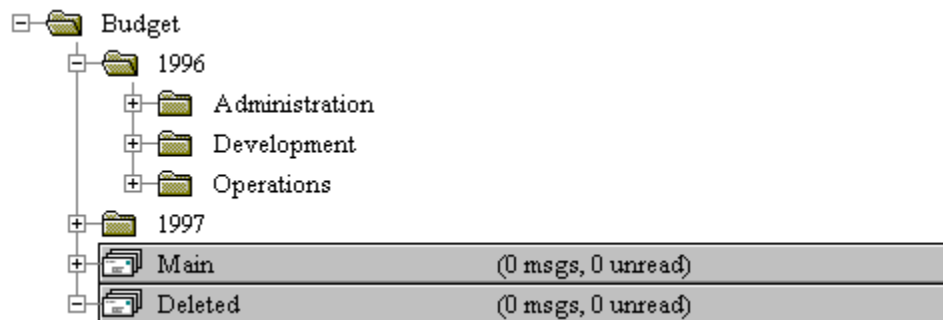 Budget
1996
Administration
Development
Operations
1997
Main (0 msgs, 0 unread)
Deleted (0 msgs, 0 unread)